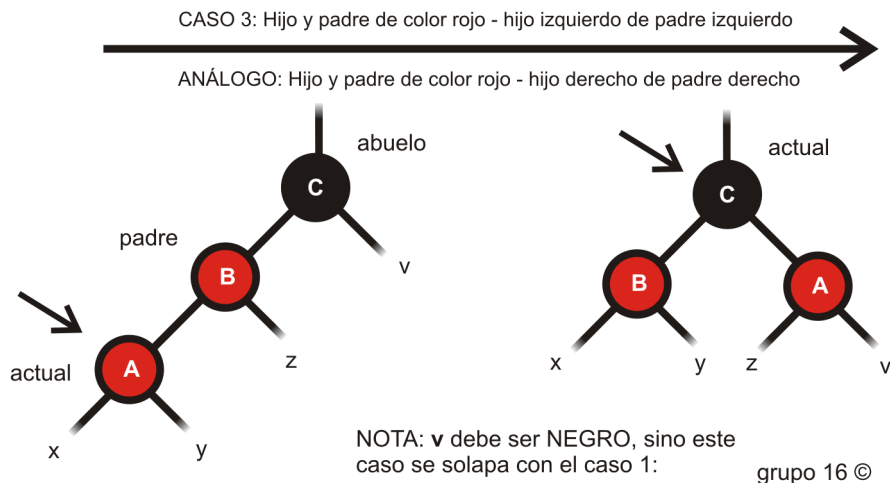 CASO 3: Hijo y padre de color rojo - hijo izquierdo de padre izquierdo
ANÁLOGO: Hijo y padre de color rojo - hijo derecho de padre derecho
abuelo
C
padre
B
v
actual
A
z
x
y
actual
C
B
A
x
y
z
v
NOTA: v debe ser NEGRO, sino este
caso se solapa con el caso 1:
grupo 16 ©